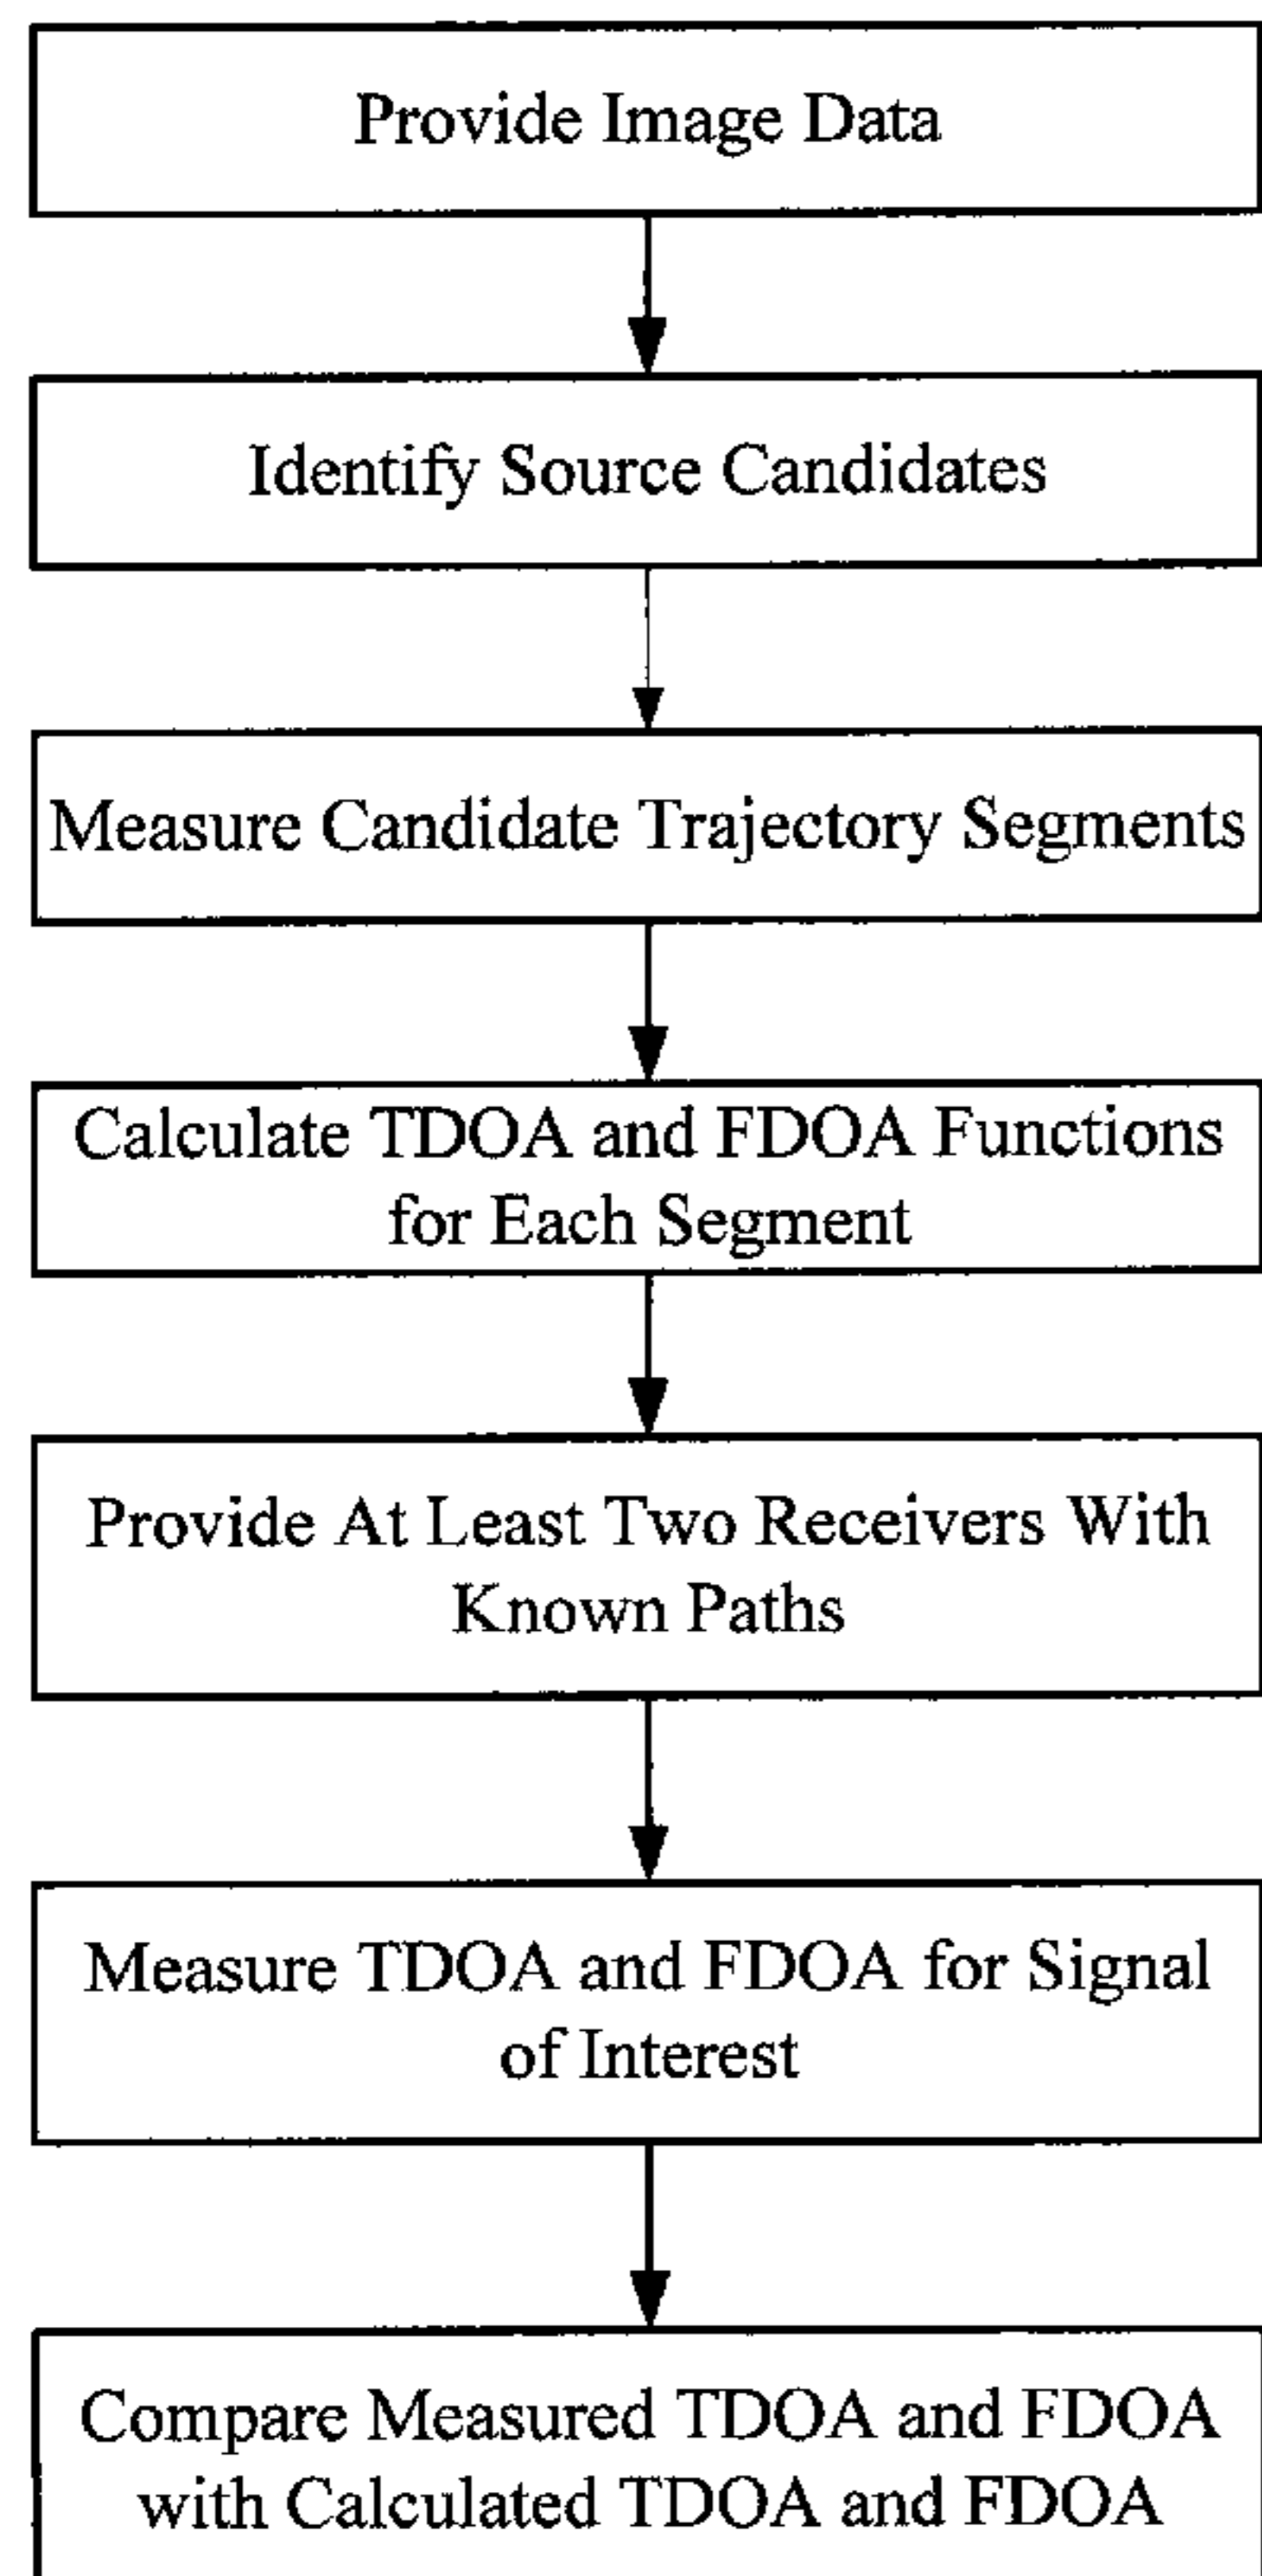 Provide Image Data
Identify Source Candidates
Measure Candidate Trajectory Segments
Calculate TDOA and FDOA Functions
for Each Segment
Provide At Least Two Receivers With
Known Paths
Measure TDOA and FDOA for Signal
of Interest
Compare Measured TDOA and FDOA
with Calculated TDOA and FDOA